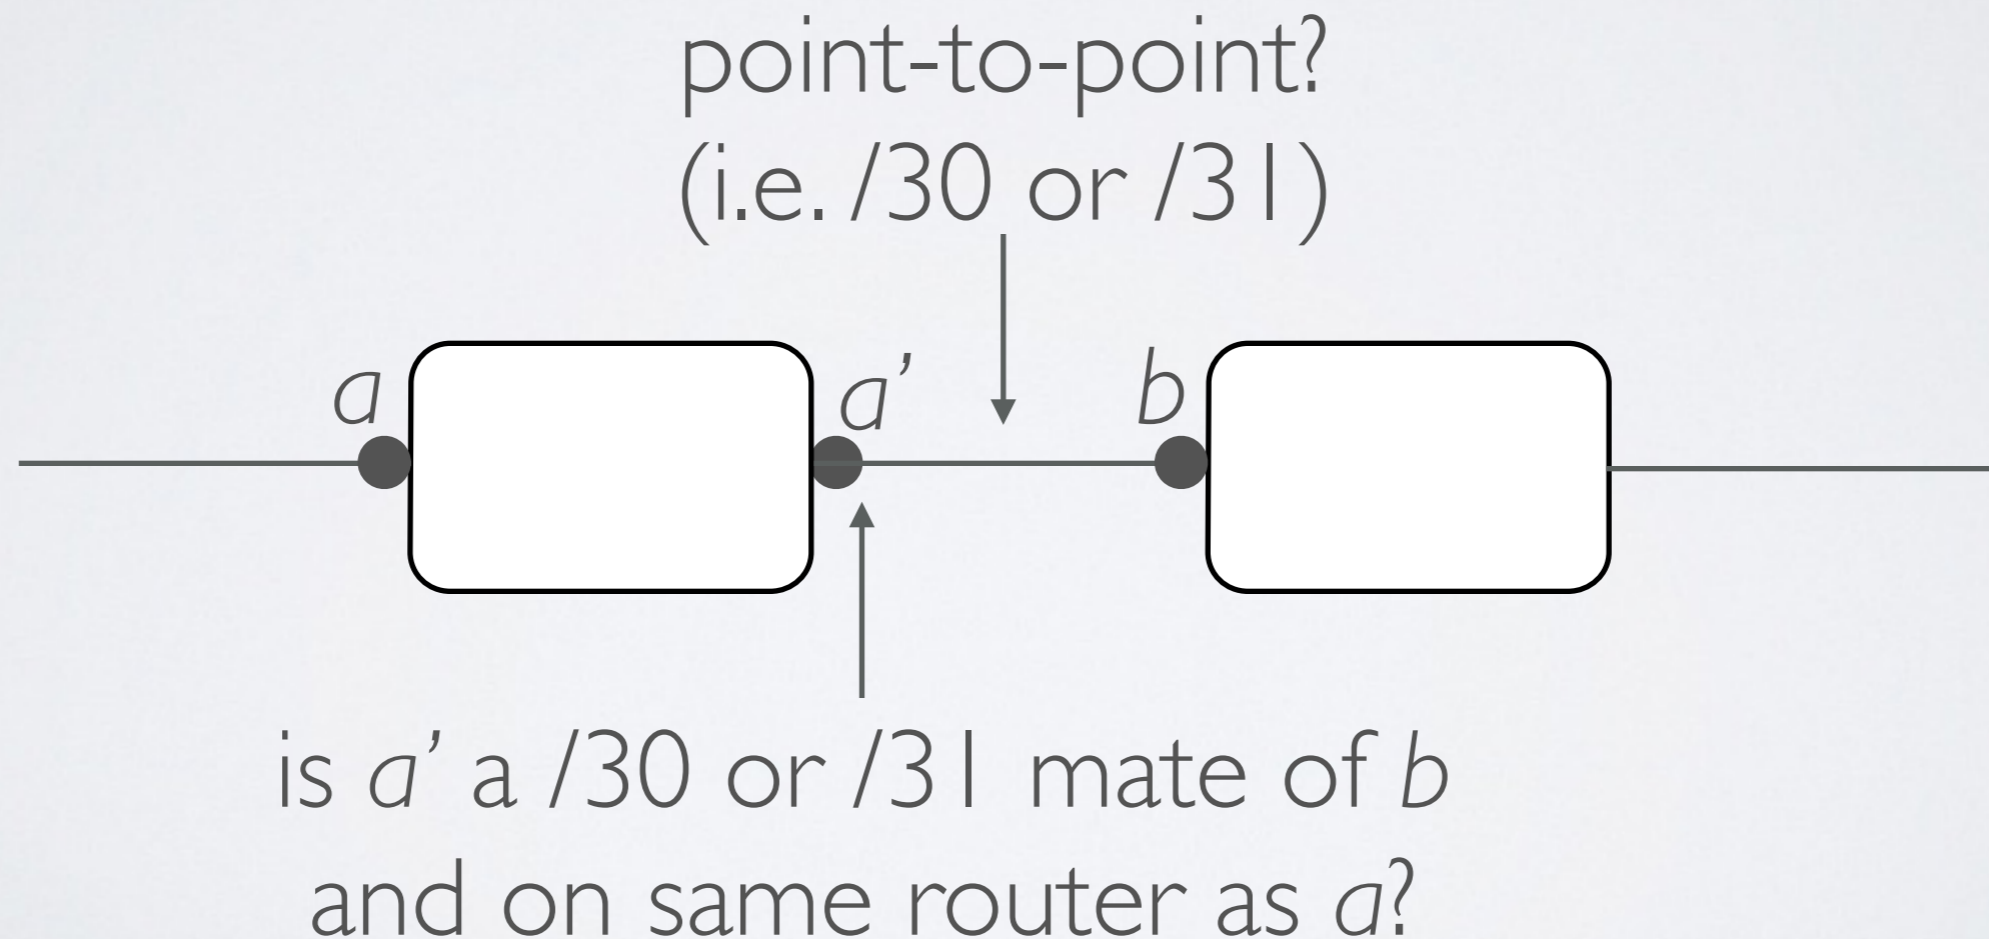 point-to-point?
(i.e. /30 or /31)
a
a’
b
is a’ a /30 or /31 mate of b
and on same router as a?